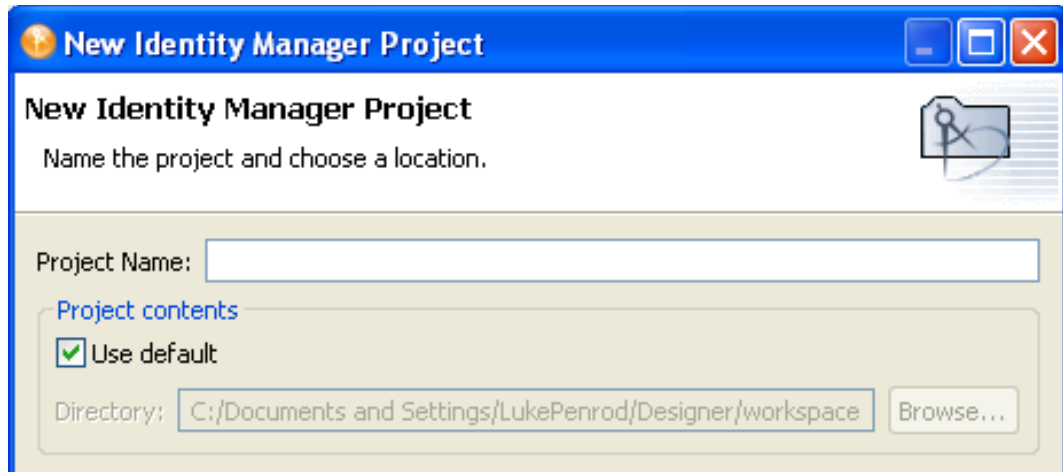 New Identity Manager Project
New Identity Manager Project
Name the project and choose a location.
Project Name:
Project contents
Use default
Directory: C:/Documents and Settings/LukePenrod/Designer/workspace Browse...